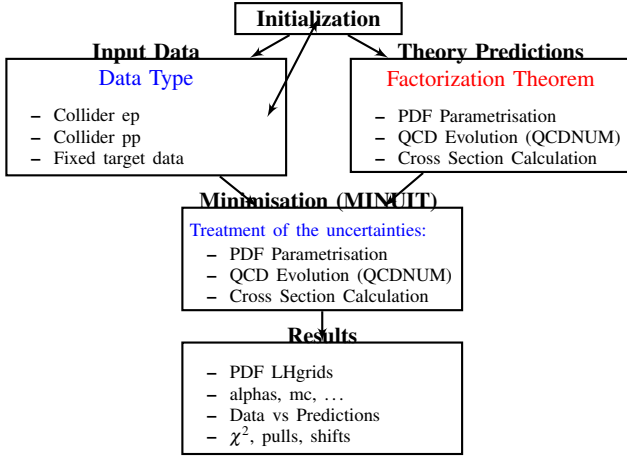 Initialization
Input Data
Data Type
– Collider ep
– Collider pp
– Fixed target data
Theory Predictions
Factorization Theorem
– PDF Parametrisation
– QCD Evolution (QCDNUM)
– Cross Section Calculation
Minimisation (MINUIT)
Treatment of the uncertainties:
– PDF Parametrisation
– QCD Evolution (QCDNUM)
– Cross Section Calculation
Results
– PDF LHgrids
– alphas, mc, …
– Data vs Predictions
– χ², pulls, shifts